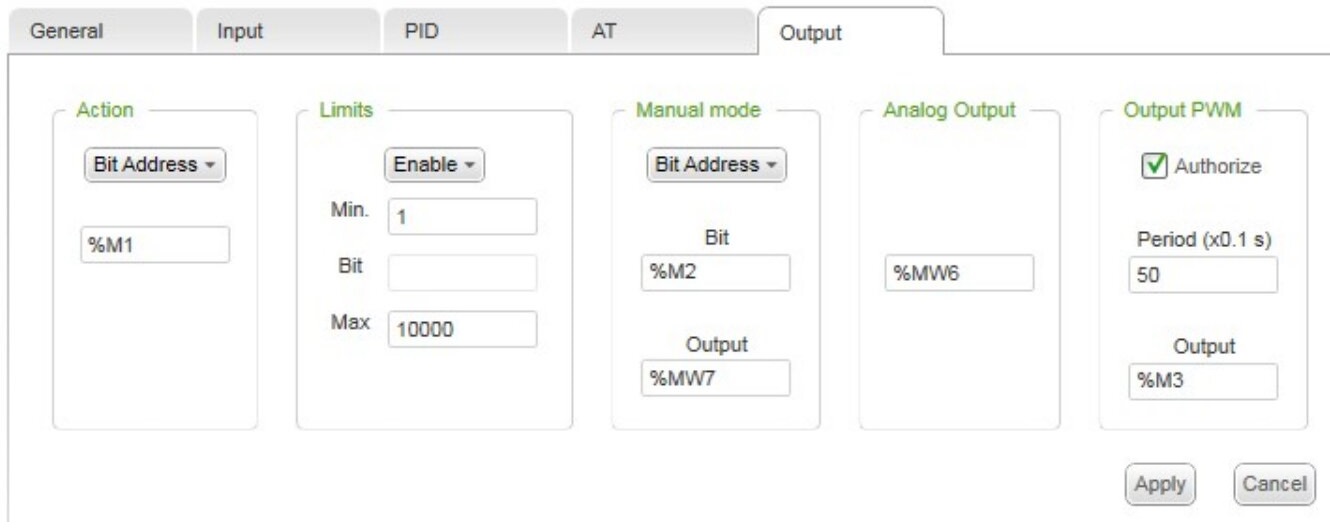 General Input PID AT Output
Action Limits Manual mode Analog Output Output PWM
Bit Address Enable Bit Address Authorize
Min. 1
%M1 Bit Period (x0.1 s)
Bit %M2 %MW6 50
Max 10000
Output Output
%MW7 %M3
Apply Cancel